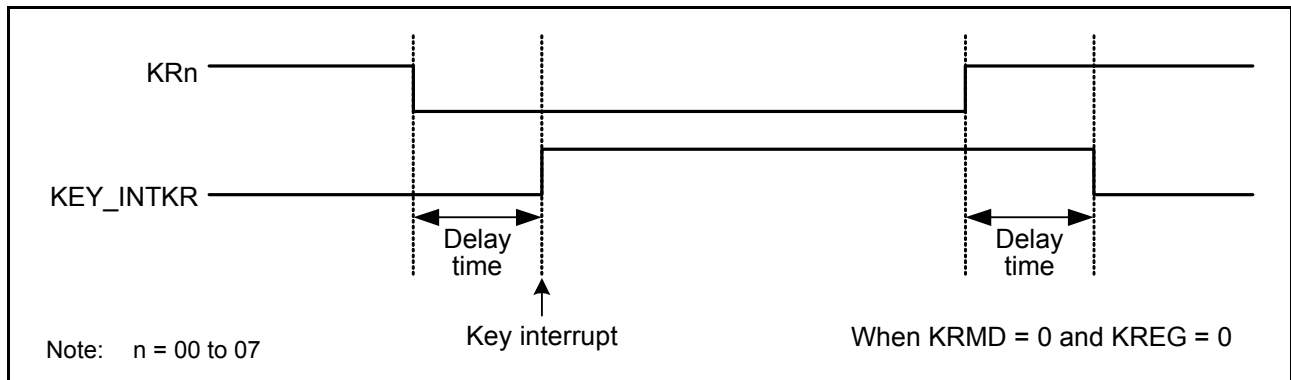 KRn
KEY_INTKR
Delay
time
Delay
time
Key interrupt
When KRMD = 0 and KREG = 0
Note: n = 00 to 07